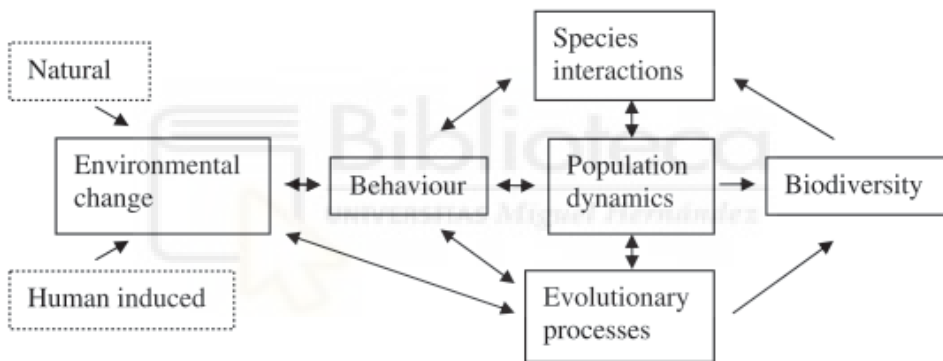 Natural
Environmental
change
Human induced
Behaviour
Species
interactions
Population
dynamics
Evolutionary
processes
Biodiversity
Biblioteca
UNIVERSITAS Miguel Hernández